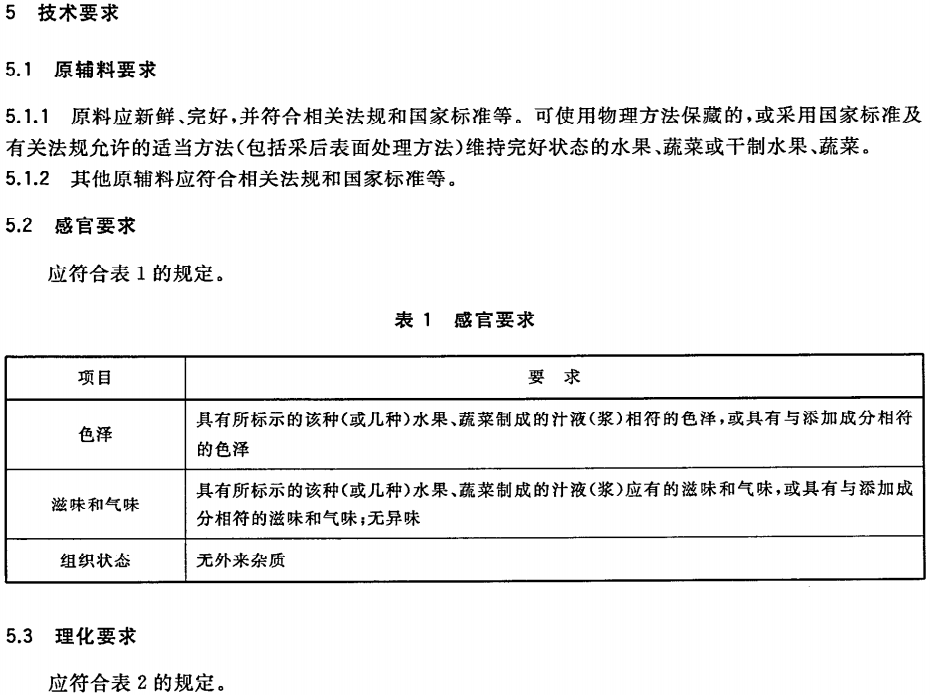 5 技术要求
5.1 原辅料要求
5.1.1 原料应新鲜、完好,并符合相关法规和国家标准等。可使用物理方法保藏的,或采用国家标准及
有关法规允许的适当方法(包括采后表面处理方法)维持完好状态的水果、蔬菜或干制水果、蔬菜。
5.1.2 其他原辅料应符合相关法规和国家标准等。
5.2 感官要求
应符合表 1 的规定。
表 1 感官要求
项目 要 求
色泽 具有所标示的该种(或几种)水果、蔬菜制成的汁液(浆)相符的色泽,或具有与添加成分相符
的色泽
滋味和气味 具有所标示的该种(或几种)水果、蔬菜制成的汁液(浆)应有的滋味和气味,或具有与添加成
分相符的滋味和气味;无异味
组织状态 无外来杂质
5.3 理化要求
应符合表 2 的规定。